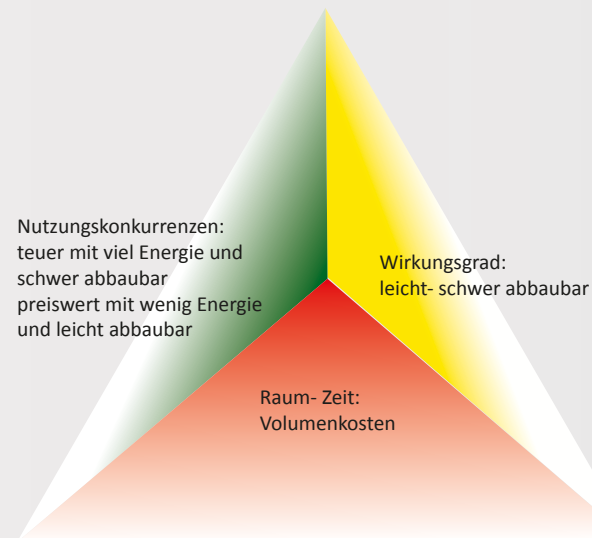 Nutzungskonkurrenzen:
teuer mit viel Energie und
schwer abbaubar
preiswert mit wenig Energie
und leicht abbaubar
Wirkungsgrad:
leicht- schwer abbaubar
Raum- Zeit:
Volumenkosten